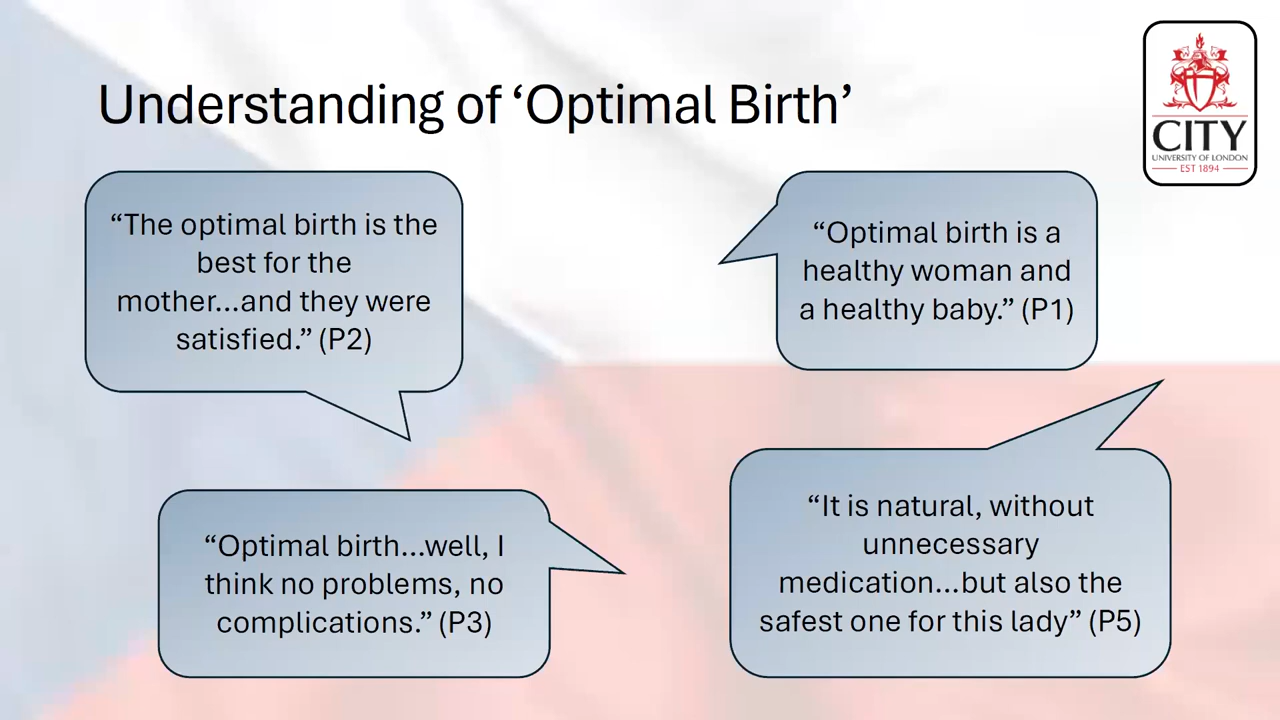 Understanding of ‘Optimal Birth’
CITY
UNIVERSITY OF LONDON
EST 1894
“The optimal birth is the
best for the
mother…and they were
satisfied.” (P2)
“Optimal birth is a
healthy woman and
a healthy baby.” (P1)
“Optimal birth…well, I
think no problems, no
complications.” (P3)
“It is natural, without
unnecessary
medication…but also the
safest one for this lady” (P5)